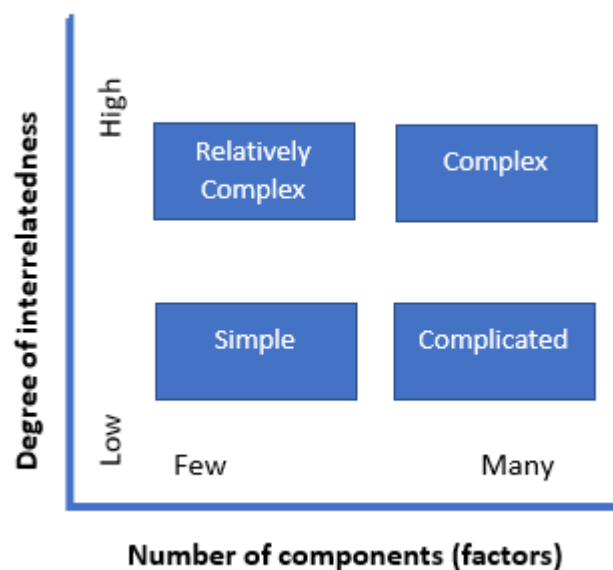 Degree of interrelatedness
High
Low
Relatively
Complex
Complex
Simple
Complicated
Few
Many
Number of components (factors)